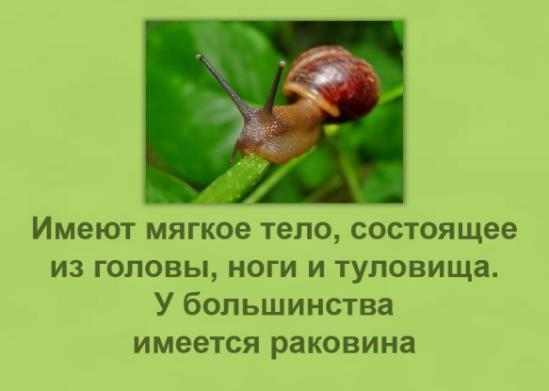 Имеют мягкое тело, состоящее
из головы, ноги и туловища.
У большинства
имеется раковина